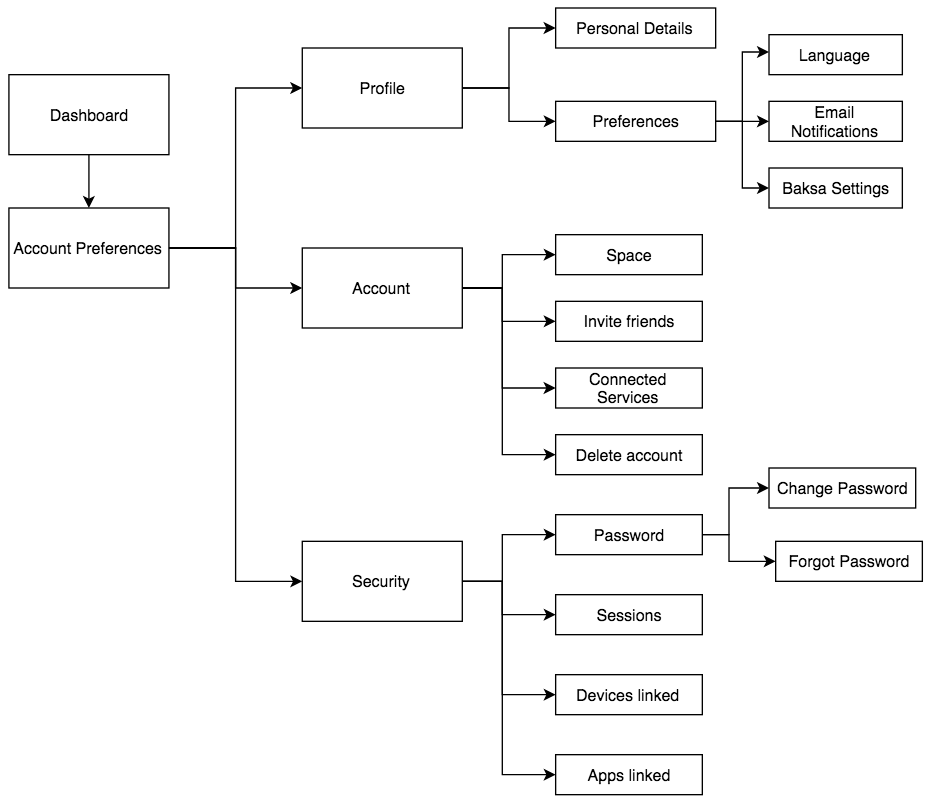 Dashboard
Account Preferences
Profile
Personal Details
Preferences
Language
Email
Notifications
Baksa Settings
Account
Space
Invite friends
Connected
Services
Delete account
Security
Password
Change Password
Forgot Password
Sessions
Devices linked
Apps linked